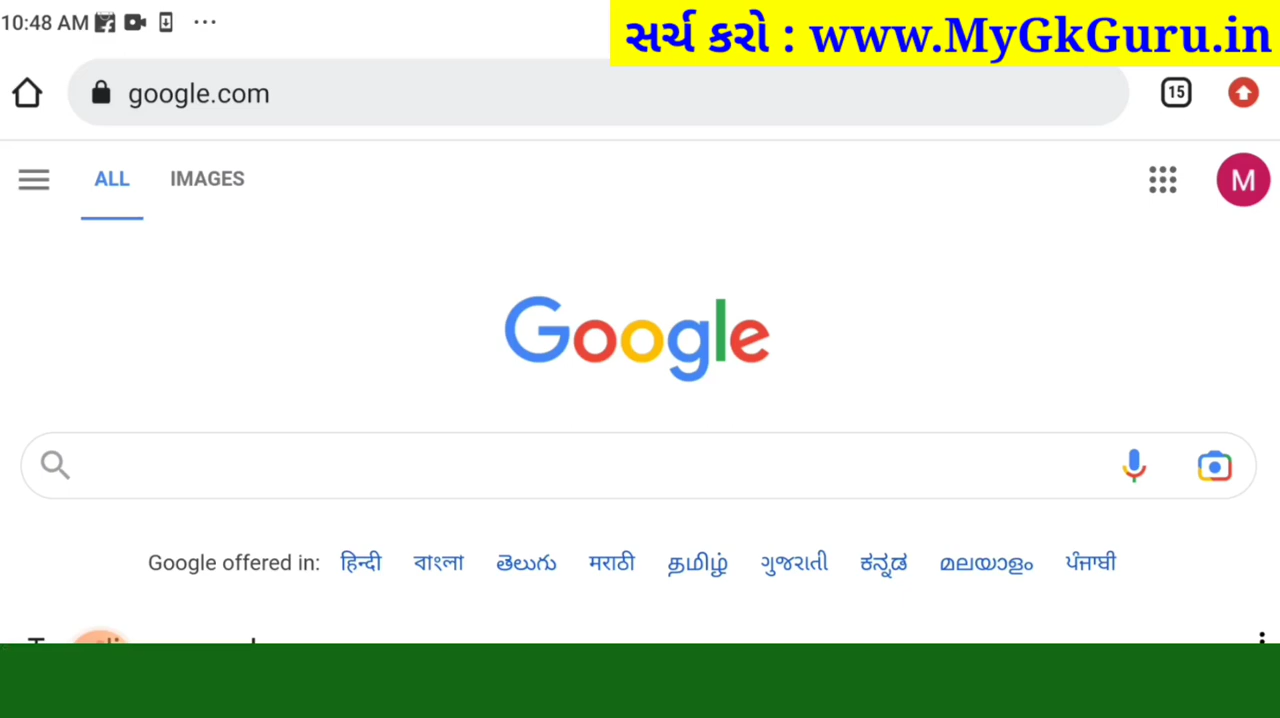 10:48 AM
સર્ચ કરો : www.MyGkGuru.in
google.com
15
ALL IMAGES
M
Google
Google offered in: हिन्दी বাংলা తెలుగు मराठी தமிழ் ગુજરાતી ಕನ್ನಡ മലയാളം ਪੰਜਾਬੀ